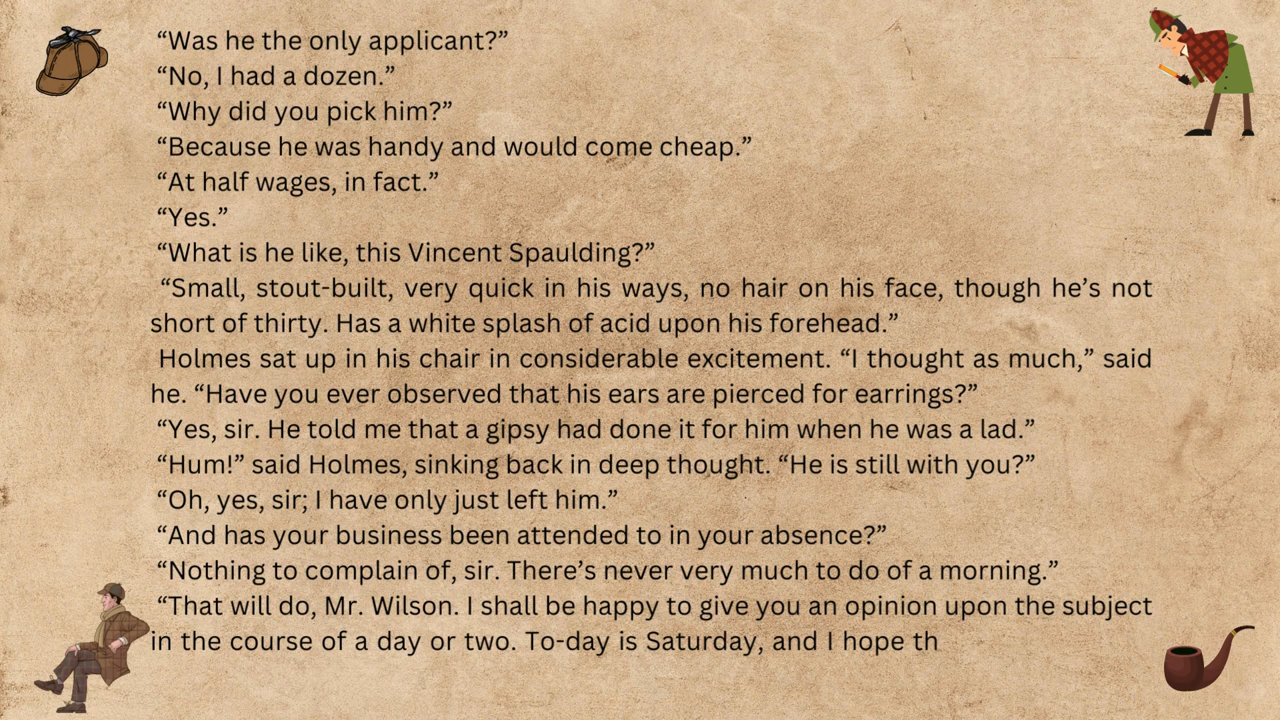 “Was he the only applicant?”
“No, I had a dozen.”
“Why did you pick him?”
“Because he was handy and would come cheap.”
“At half wages, in fact.”
“Yes.”
“What is he like, this Vincent Spaulding?”
“Small, stout-built, very quick in his ways, no hair on his face, though he’s not
short of thirty. Has a white splash of acid upon his forehead.”
Holmes sat up in his chair in considerable excitement. “I thought as much,” said
he. “Have you ever observed that his ears are pierced for earrings?”
“Yes, sir. He told me that a gipsy had done it for him when he was a lad.”
“Hum!” said Holmes, sinking back in deep thought. “He is still with you?”
“Oh, yes, sir; I have only just left him.”
“And has your business been attended to in your absence?”
“Nothing to complain of, sir. There’s never very much to do of a morning.”
“That will do, Mr. Wilson. I shall be happy to give you an opinion upon the subject
in the course of a day or two. To-day is Saturday, and I hope th